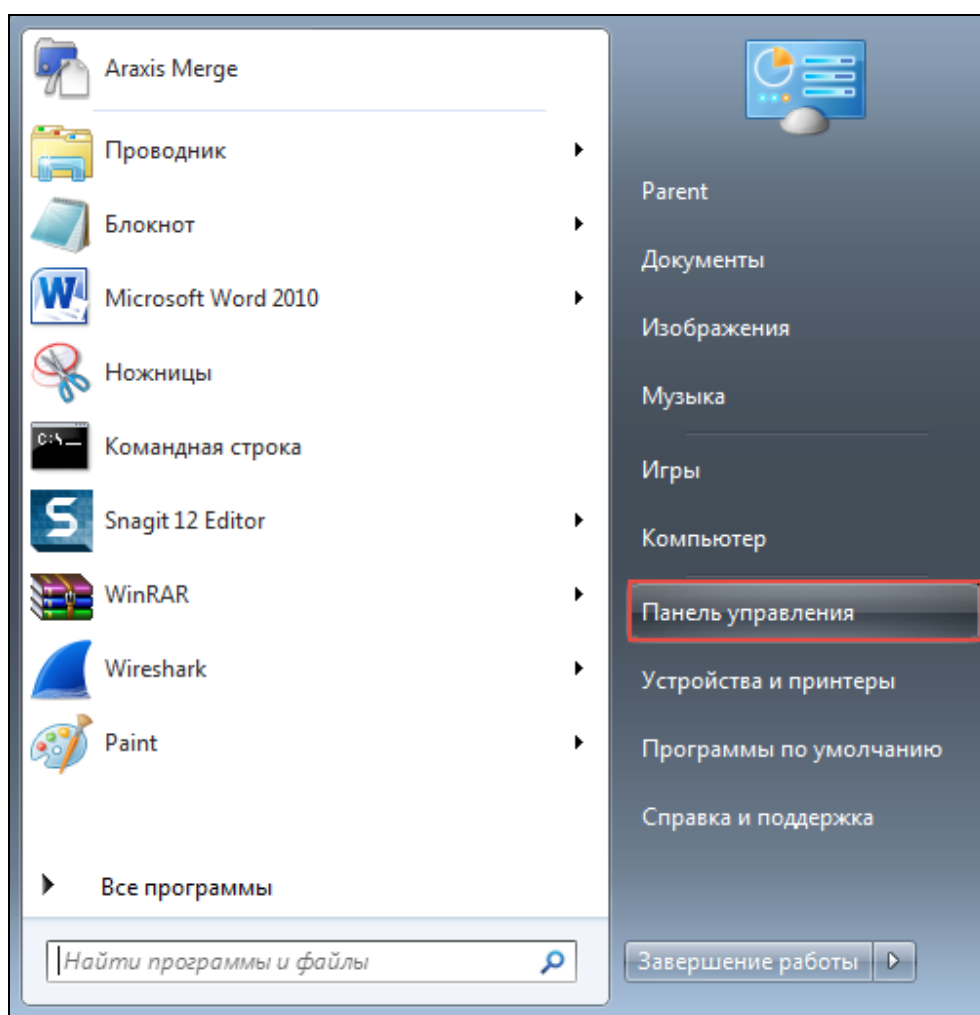 Araxis Merge
Проводник
Блокнот
Microsoft Word 2010
Ножницы
C:\
Командная строка
Snagit 12 Editor
WinRAR
Wireshark
Paint
Все программы
Найти программы и файлы
Parent
Документы
Изображения
Музыка
Игры
Компьютер
Панель управления
Устройства и принтеры
Программы по умолчанию
Справка и поддержка
Завершение работы